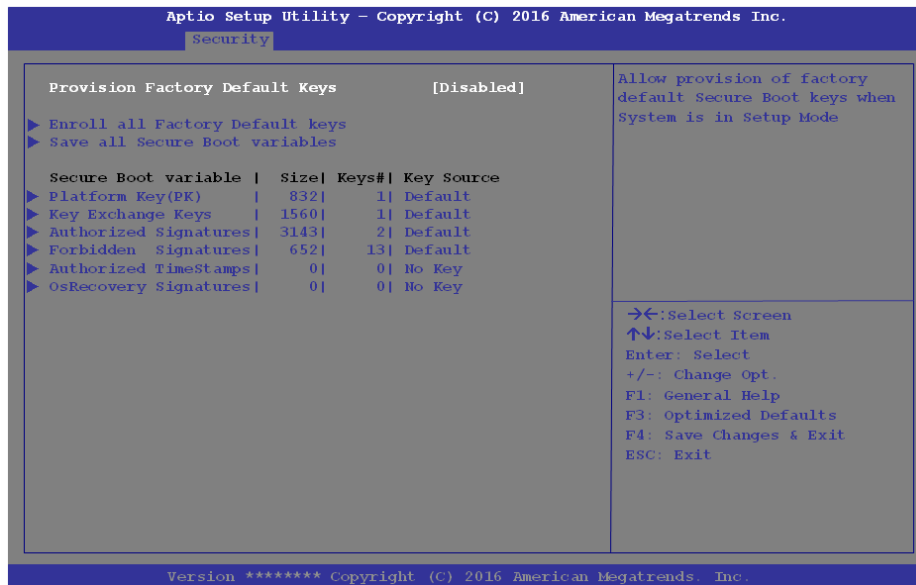 Aptio Setup Utility – Copyright (C) 2016 American Megatrends Inc.
Security
Provision Factory Default Keys [Disabled]
▶ Enroll all Factory Default keys
▶ Save all Secure Boot variables
Secure Boot variable | Size| Keys#| Key Source
▶ Platform Key(PK) | 832| 1| Default
▶ Key Exchange Keys | 1560| 1| Default
▶ Authorized Signatures| 3143| 2| Default
▶ Forbidden Signatures| 652| 13| Default
▶ Authorized TimeStamps| 0| 0| No Key
▶ OsRecovery Signatures| 0| 0| No Key
Allow provision of factory
default Secure Boot keys when
System is in Setup Mode
→←:Select Screen
↑↓:Select Item
Enter: Select
+/-: Change Opt.
F1: General Help
F3: Optimized Defaults
F4: Save Changes & Exit
ESC: Exit
Version ******** Copyright (C) 2016 American Megatrends. Inc.